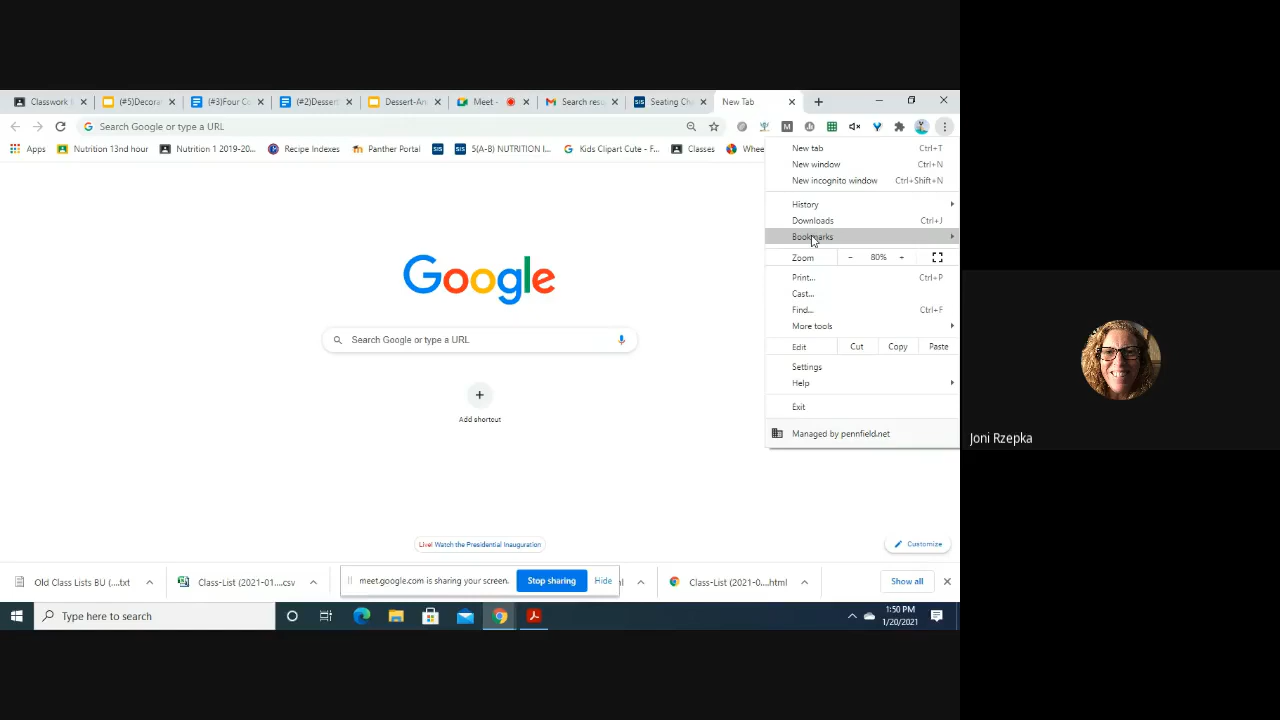 Classwork
(#5)Decora
(#3)Four Co
(#2)Dessert
Dessert-An
Meet -
Search resu
Seating Cha
New Tab
Search Google or type a URL
Apps
Nutrition 13nd hour
Nutrition 1 2019-20...
Recipe Indexes
Panther Portal
SIS
SIS
5(A-B) NUTRITION I...
Kids Clipart Cute - F...
Classes
Whee
New tab Ctrl+T
New window Ctrl+N
New incognito window Ctrl+Shift+N
History
Downloads Ctrl+J
Bookmarks
Zoom - 80% +
Print... Ctrl+P
Cast...
Find... Ctrl+F
More tools
Edit Cut Copy Paste
Settings
Help
Exit
Managed by pennfield.net
Google
Search Google or type a URL
Add shortcut
Joni Rzepka
Live! Watch the Presidential Inauguration
Customize
Old Class Lists BU (....txt
Class-List (2021-01....csv
meet.google.com is sharing your screen.
Stop sharing
Hide
Class-List (2021-0....html
Show all
Type here to search
1:50 PM
1/20/2021